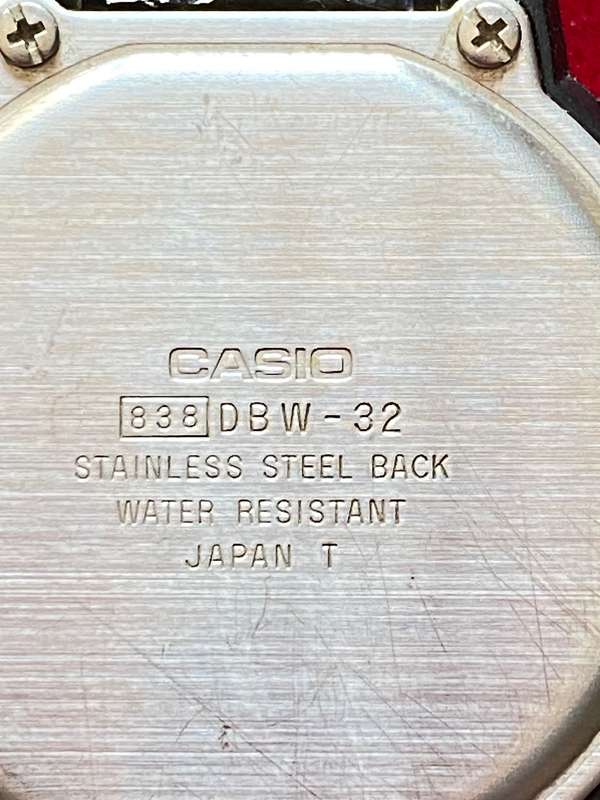 CASIO
838 DBW-32
STAINLESS STEEL BACK
WATER RESISTANT
JAPAN T